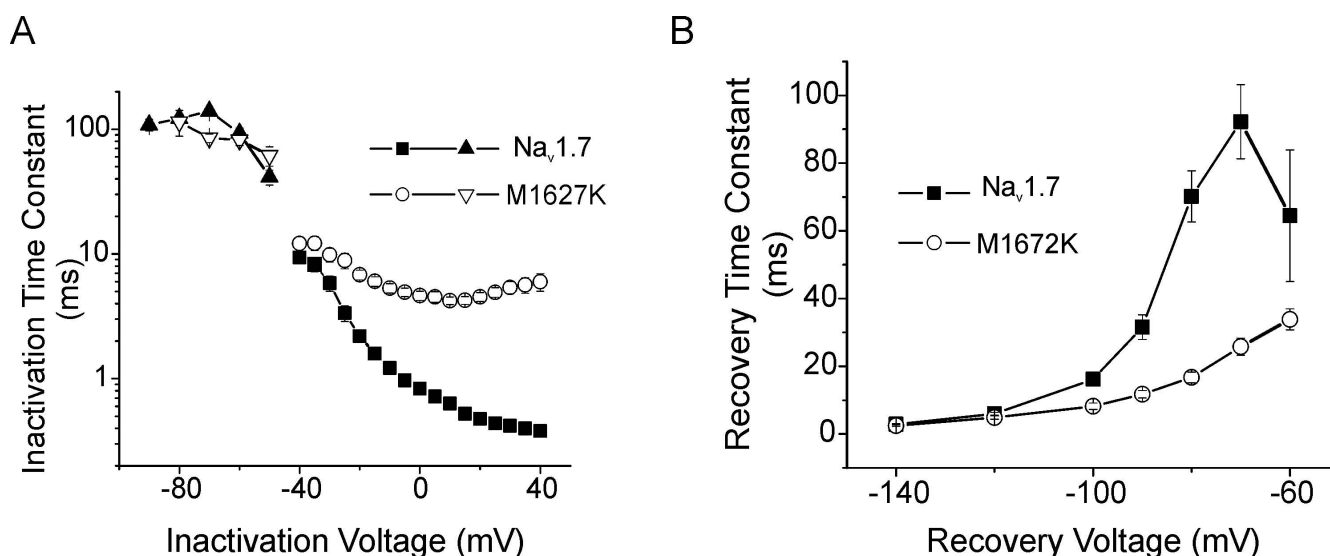 A
Inactivation Time Constant
(ms)
100
10
1
Nav1.7
M1627K
-80
-40
0
40
Inactivation Voltage (mV)
B
Recovery Time Constant
(ms)
100
80
60
40
20
0
Nav1.7
M1672K
-140
-100
-60
Recovery Voltage (mV)